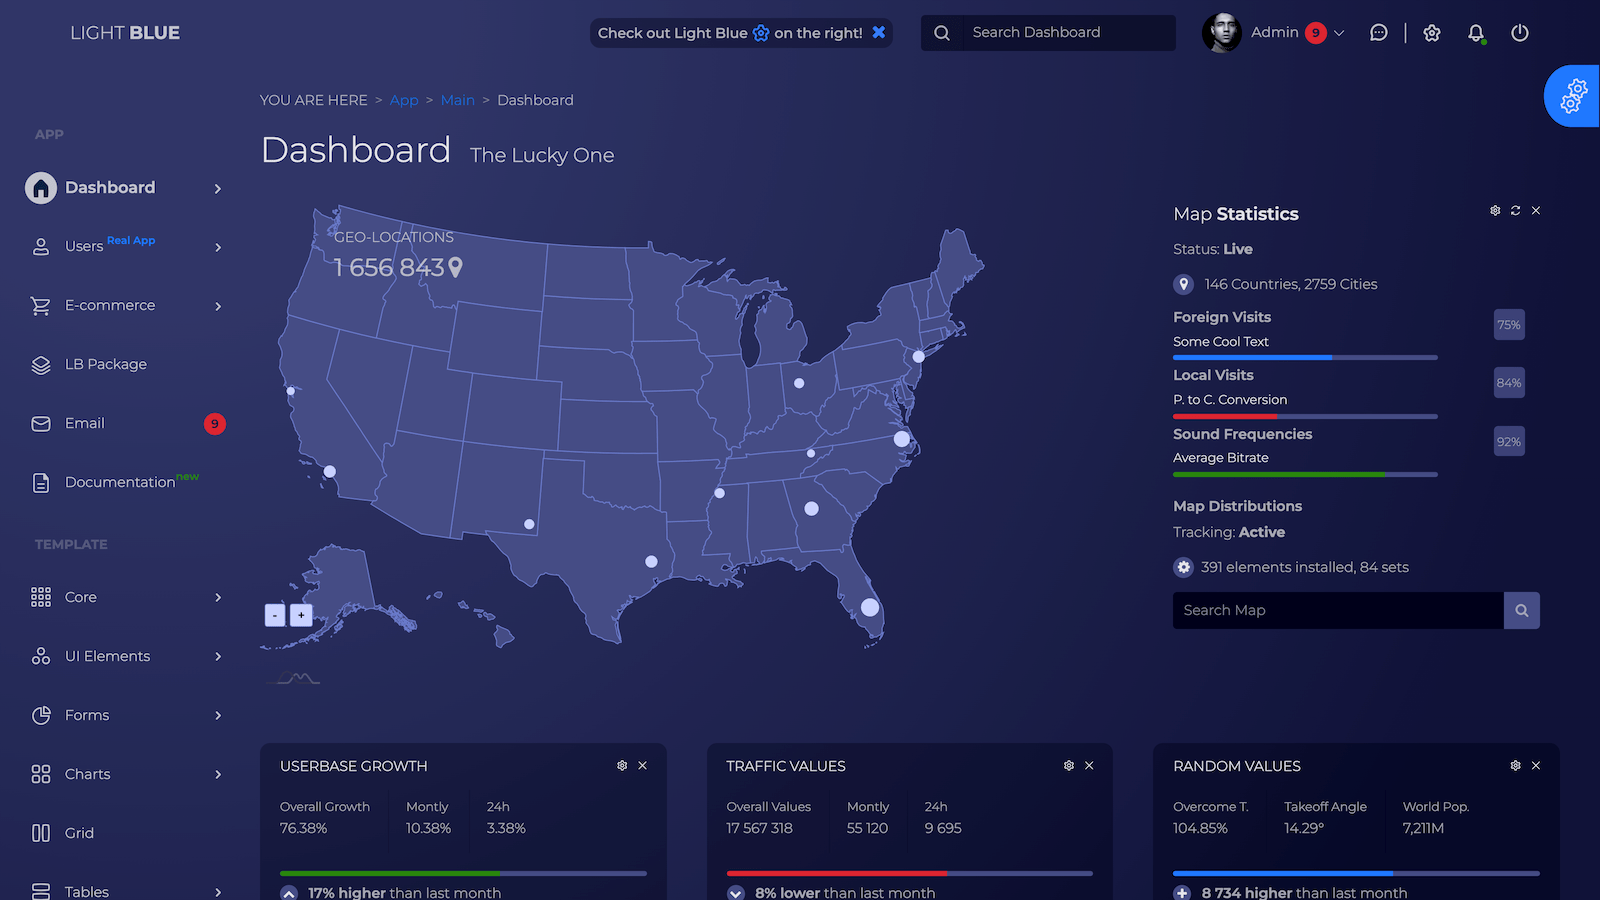 LIGHT BLUE
Check out Light Blue on the right!
Search Dashboard
Admin 9
YOU ARE HERE > App > Main > Dashboard
Dashboard The Lucky One
APP
Dashboard
Users Real App
E-commerce
LB Package
Email 9
Documentation new
TEMPLATE
Core
UI Elements
Forms
Charts
Grid
Tables
GEO-LOCATIONS
1 656 843
- +
Map Statistics
Status: Live
146 Countries, 2759 Cities
Foreign Visits
75%
Some Cool Text
Local Visits
84%
P. to C. Conversion
Sound Frequencies
92%
Average Bitrate
Map Distributions
Tracking: Active
391 elements installed, 84 sets
Search Map
USERBASE GROWTH
Overall Growth Montly 24h
76.38% 10.38% 3.38%
17% higher than last month
TRAFFIC VALUES
Overall Values Montly 24h
17 567 318 55 120 9 695
8% lower than last month
RANDOM VALUES
Overcome T. Takeoff Angle World Pop.
104.85% 14.29° 7,211M
8 734 higher than last month